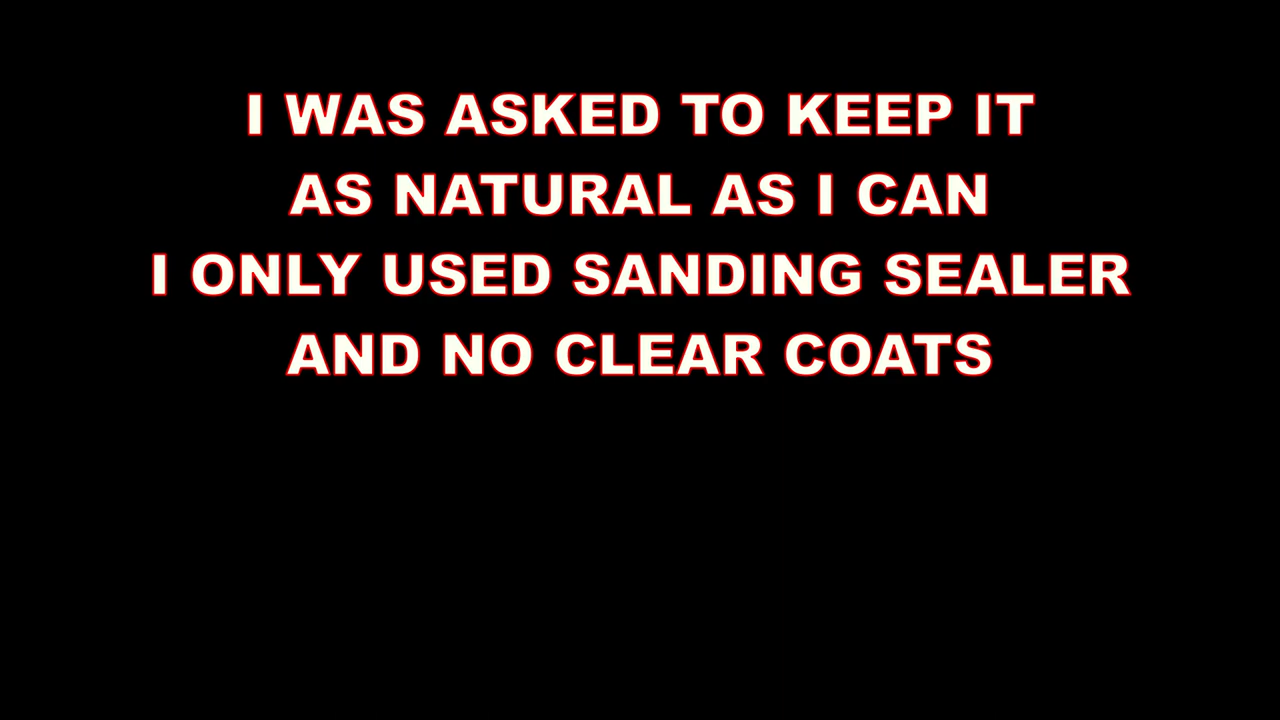 I WAS ASKED TO KEEP IT
AS NATURAL AS I CAN
I ONLY USED SANDING SEALER
AND NO CLEAR COATS